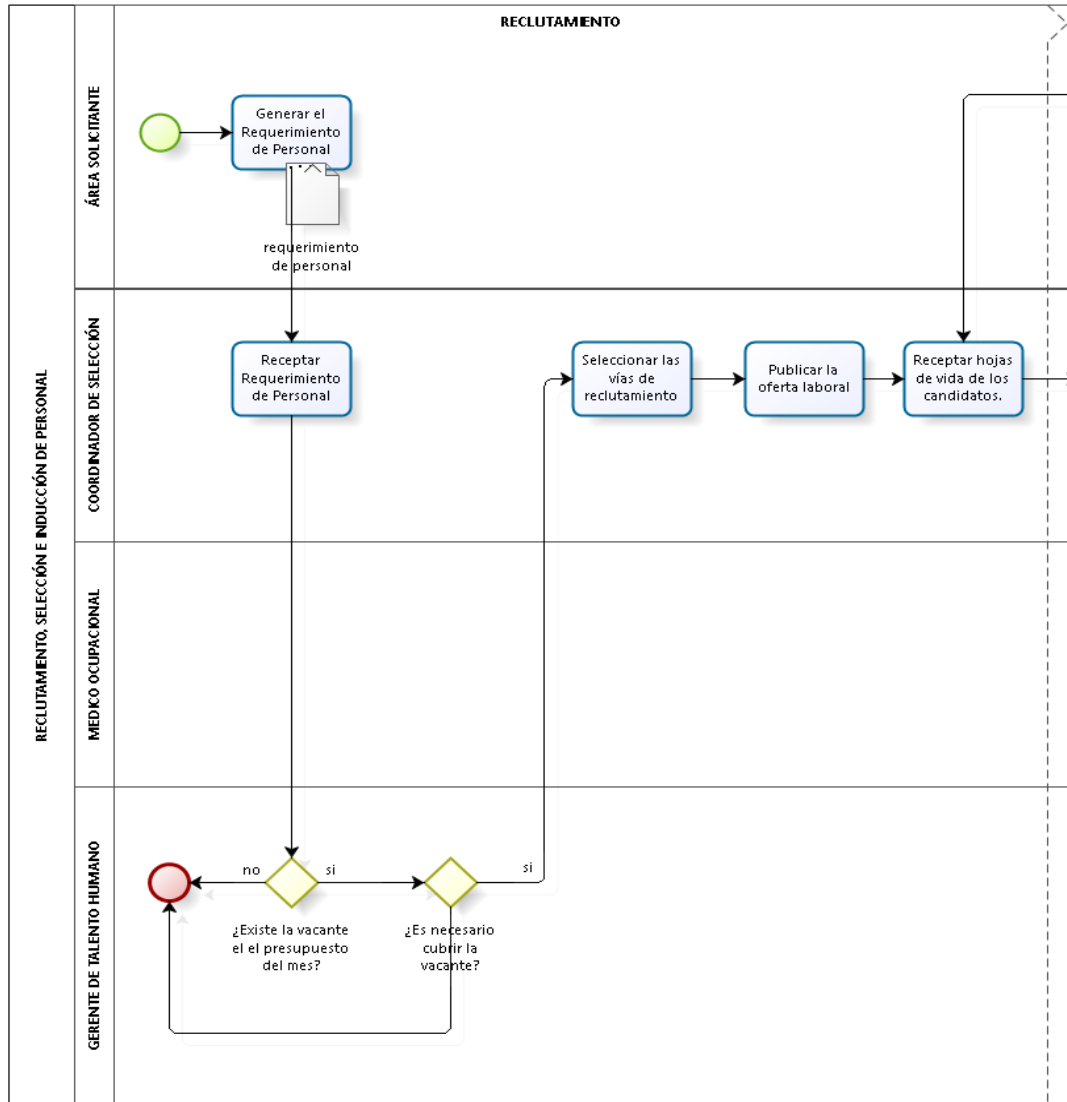 RECLUTAMIENTO
RECLUTAMIENTO, SELECCIÓN E INDUCCIÓN DE PERSONAL
ÁREA SOLICITANTE
Generar el
Requerimiento
de Personal
requerimiento
de personal
COORDINADOR DE SELECCIÓN
Receptar
Requerimiento
de Personal
Seleccionar las
vías de
reclutamiento
Publicar la
oferta laboral
Receptar hojas
de vida de los
candidatos.
MEDICO OCUPACIONAL
GERENTE DE TALENTO HUMANO
no
si
si
¿Existe la vacante
el el presupuesto
del mes?
¿Es necesario
cubrir la
vacante?